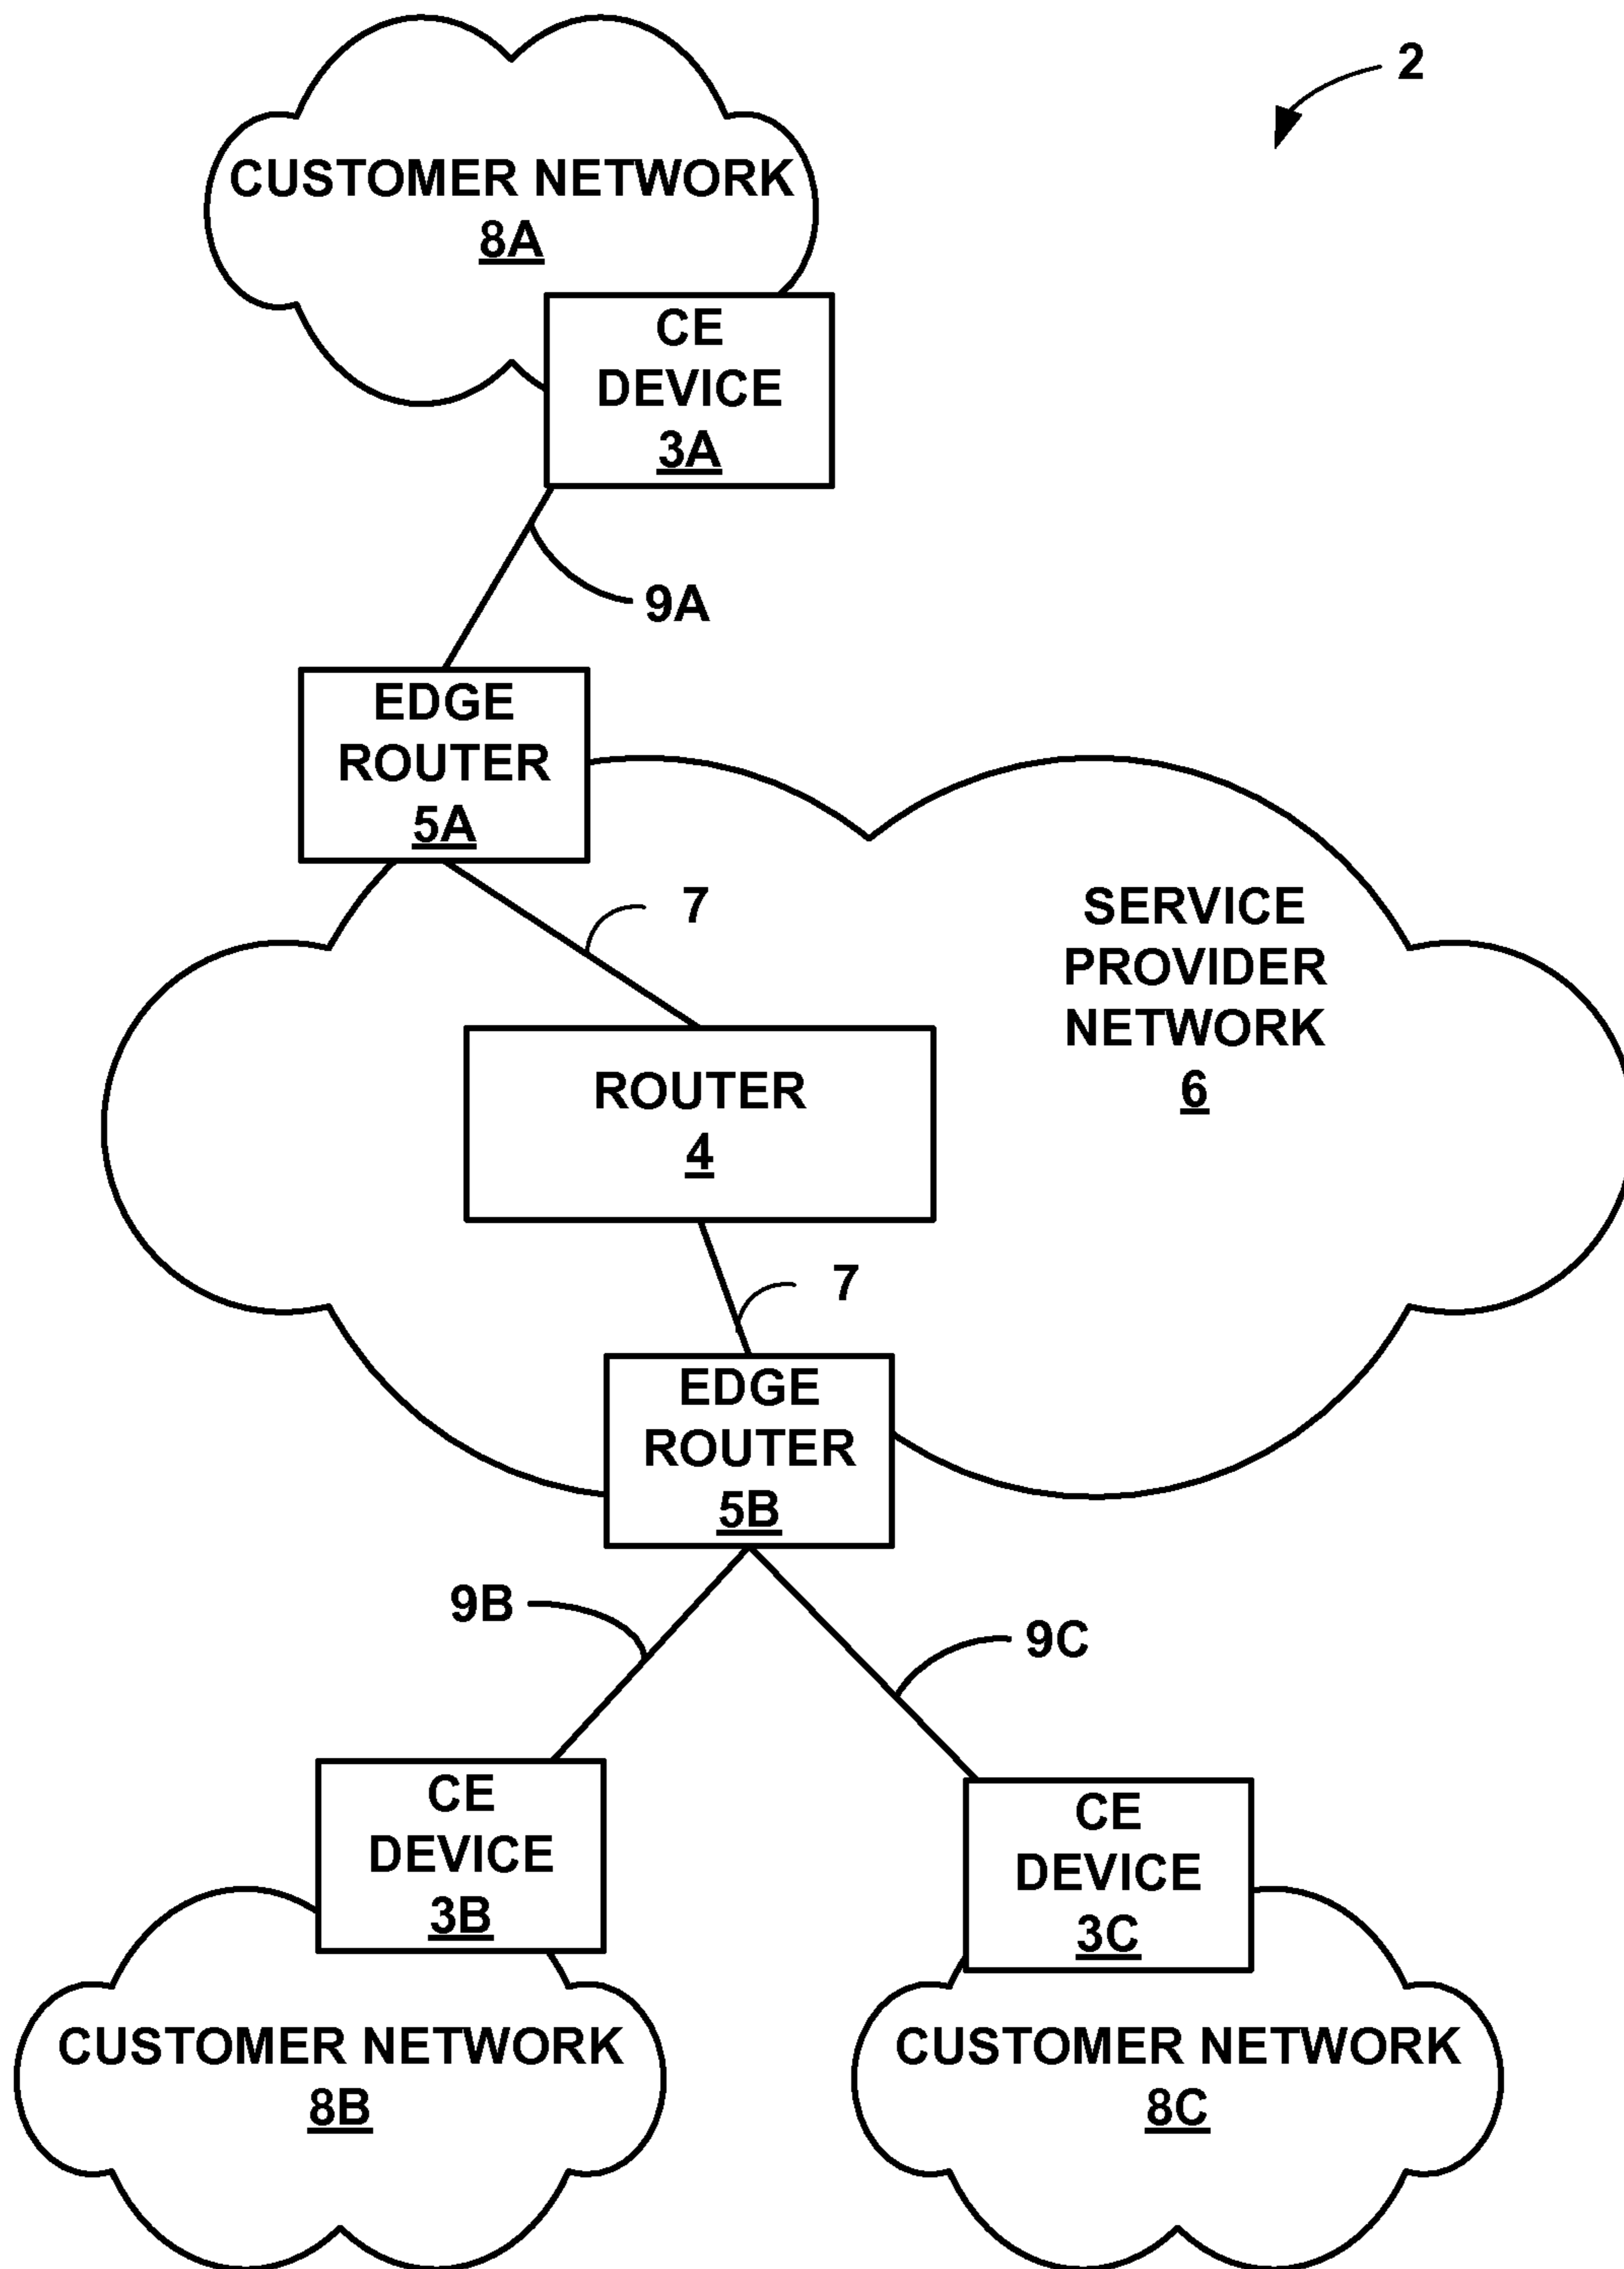 2
CUSTOMER NETWORK
8A
CE
DEVICE
3A
9A
EDGE
ROUTER
5A
7
SERVICE
PROVIDER
NETWORK
6
ROUTER
4
7
EDGE
ROUTER
5B
9B
9C
CE
DEVICE
3B
CE
DEVICE
3C
CUSTOMER NETWORK
8B
CUSTOMER NETWORK
8C